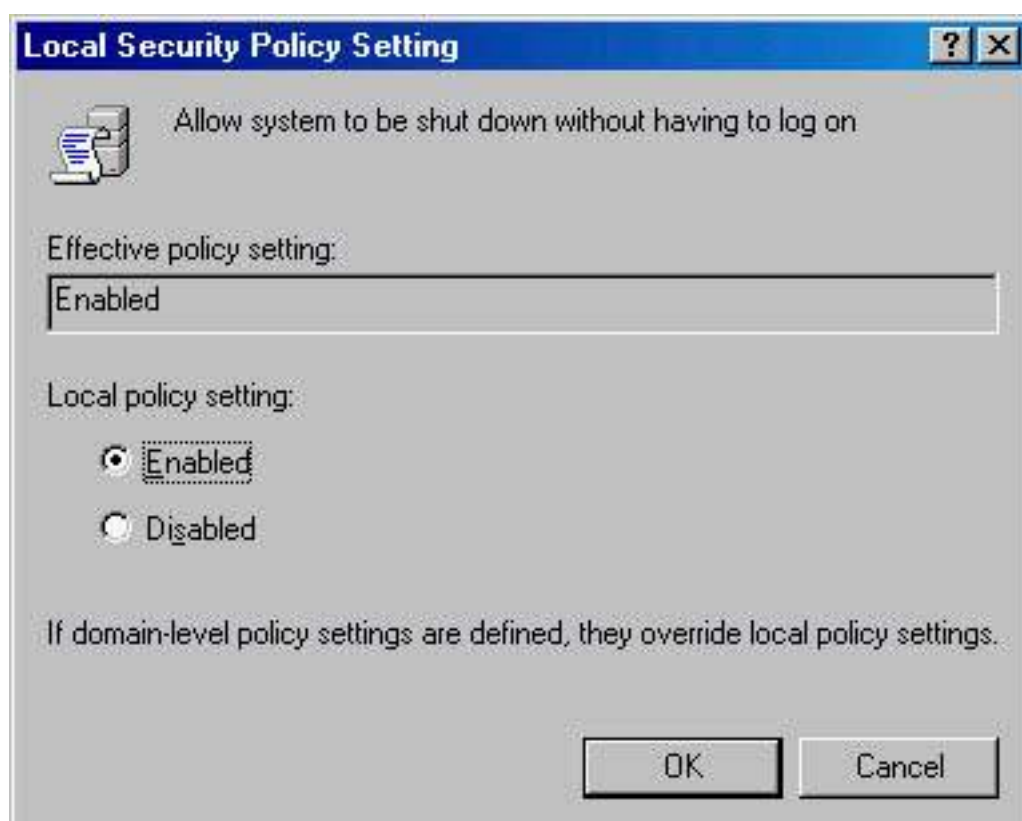 Local Security Policy Setting
Allow system to be shut down without having to log on
Effective policy setting:
Enabled
Local policy setting:
Enabled
Disabled
If domain-level policy settings are defined, they override local policy settings.
OK Cancel